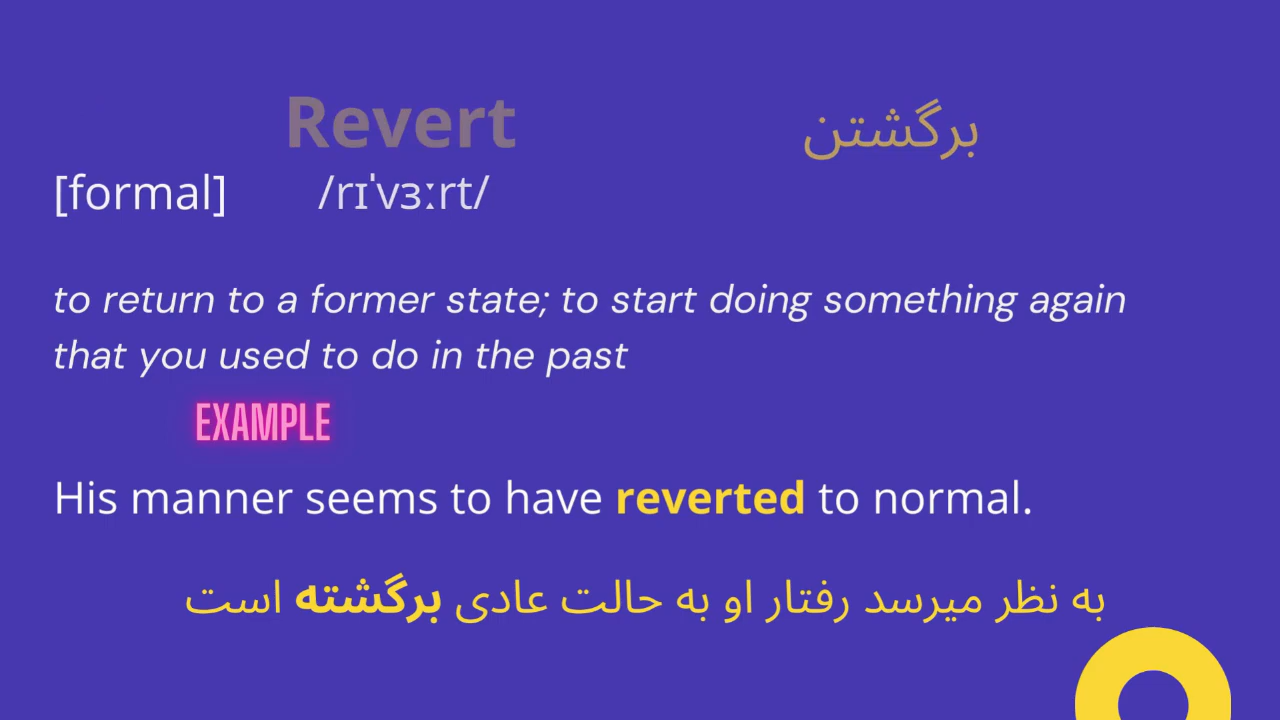 Revert برگشتن
[formal] /rɪˈvɜːrt/
to return to a former state; to start doing something again
that you used to do in the past
EXAMPLE
His manner seems to have reverted to normal.
به نظر میرسد رفتار او به حالت عادی برگشته است